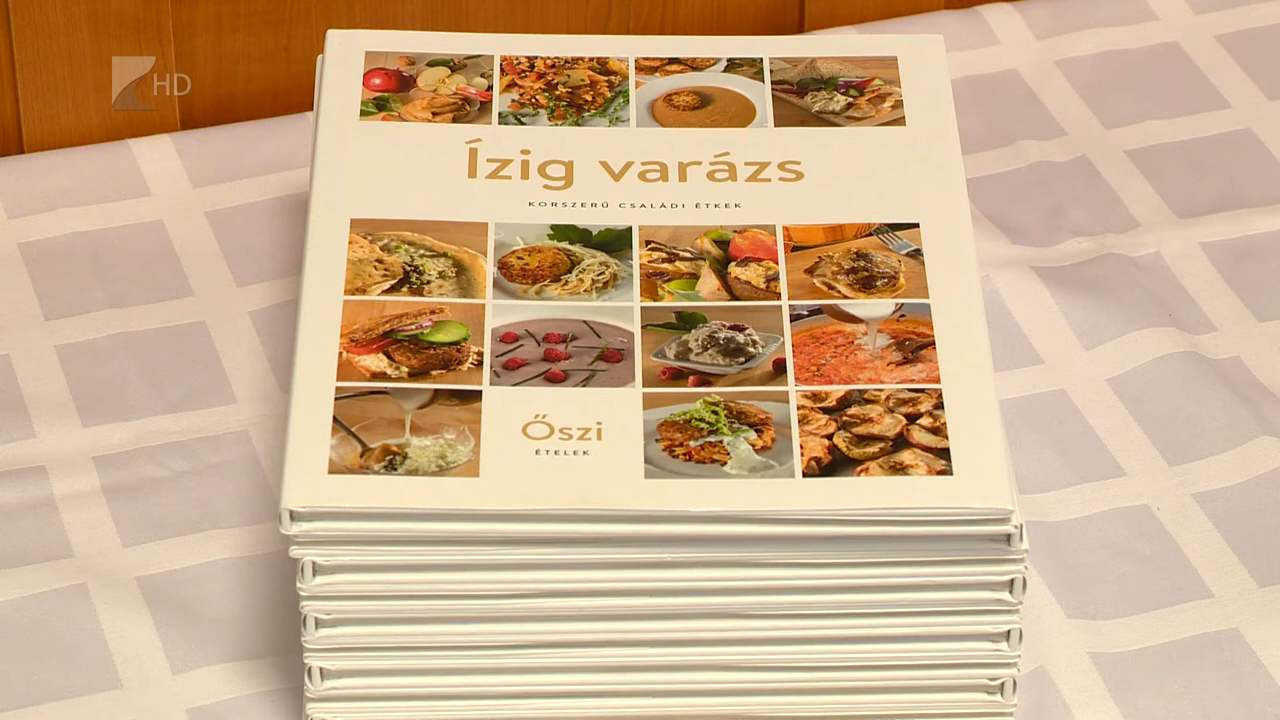 HD
Ízig varázs
KORSZERŰ CSALÁDI ÉTKEK
Őszi
ÉTELEK